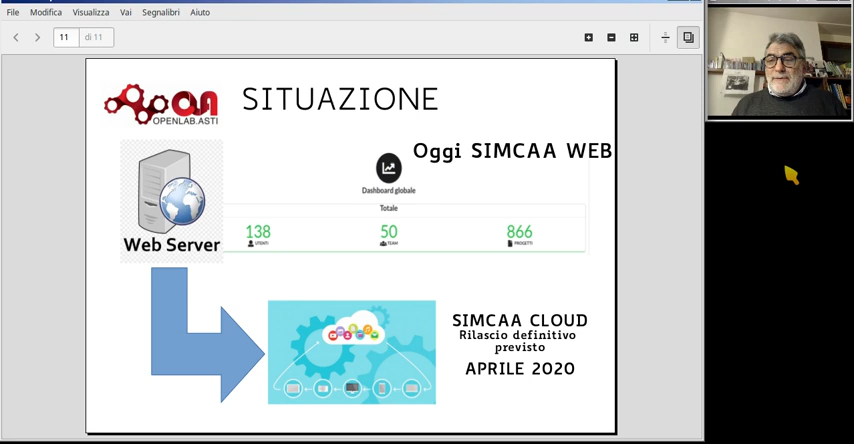 File Modifica Visualizza Vai Segnalibri Aiuto
11 di 11
OPENLAB.ASTI
SITUAZIONE
Oggi SIMCAA WEB
Dashboard globale
Totale
138 50 866
UTENTI TEAM PROGETTI
Web Server
SIMCAA CLOUD
Rilascio definitivo
previsto
APRILE 2020